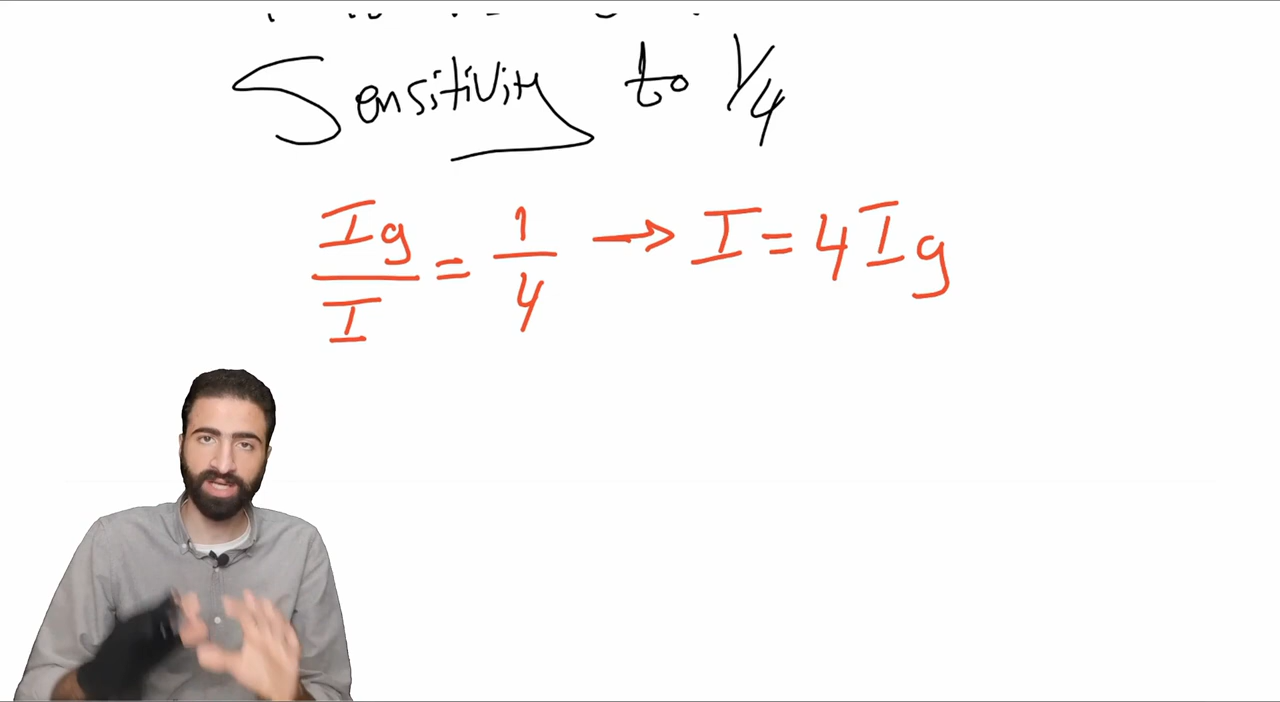 Sensitivity to 1/4
Ig/I = 1/4 → I = 4Ig